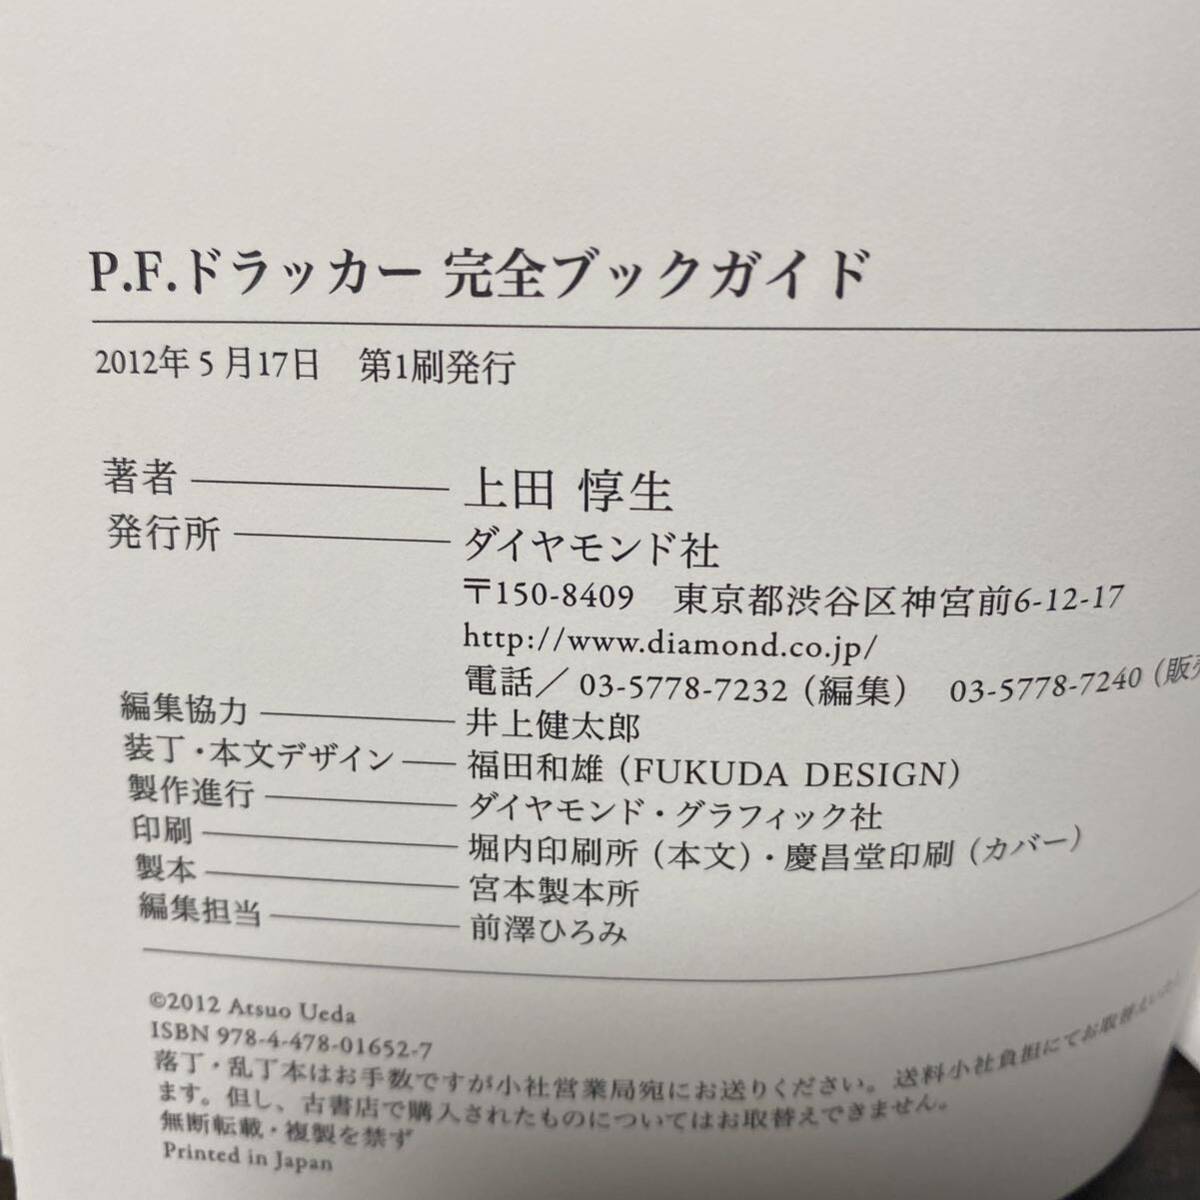 P.F.ドラッカー 完全ブックガイド
2012年5月17日　第1刷発行
著者 上田 惇生
発行所 ダイヤモンド社
〒150-8409　東京都渋谷区神宮前6-12-17
http://www.diamond.co.jp/
電話／03-5778-7232（編集）　03-5778-7240（販売
編集協力 井上健太郎
装丁・本文デザイン 福田和雄（FUKUDA DESIGN）
製作進行 ダイヤモンド・グラフィック社
印刷 堀内印刷所（本文）・慶昌堂印刷（カバー）
製本 宮本製本所
編集担当 前澤ひろみ
©2012 Atsuo Ueda
ISBN 978-4-478-01652-7
落丁・乱丁本はお手数ですが小社営業局宛にお送りください。送料小社負担にてお取替えいたし
ます。但し、古書店で購入されたものについてはお取替えできません。
無断転載・複製を禁ず
Printed in Japan